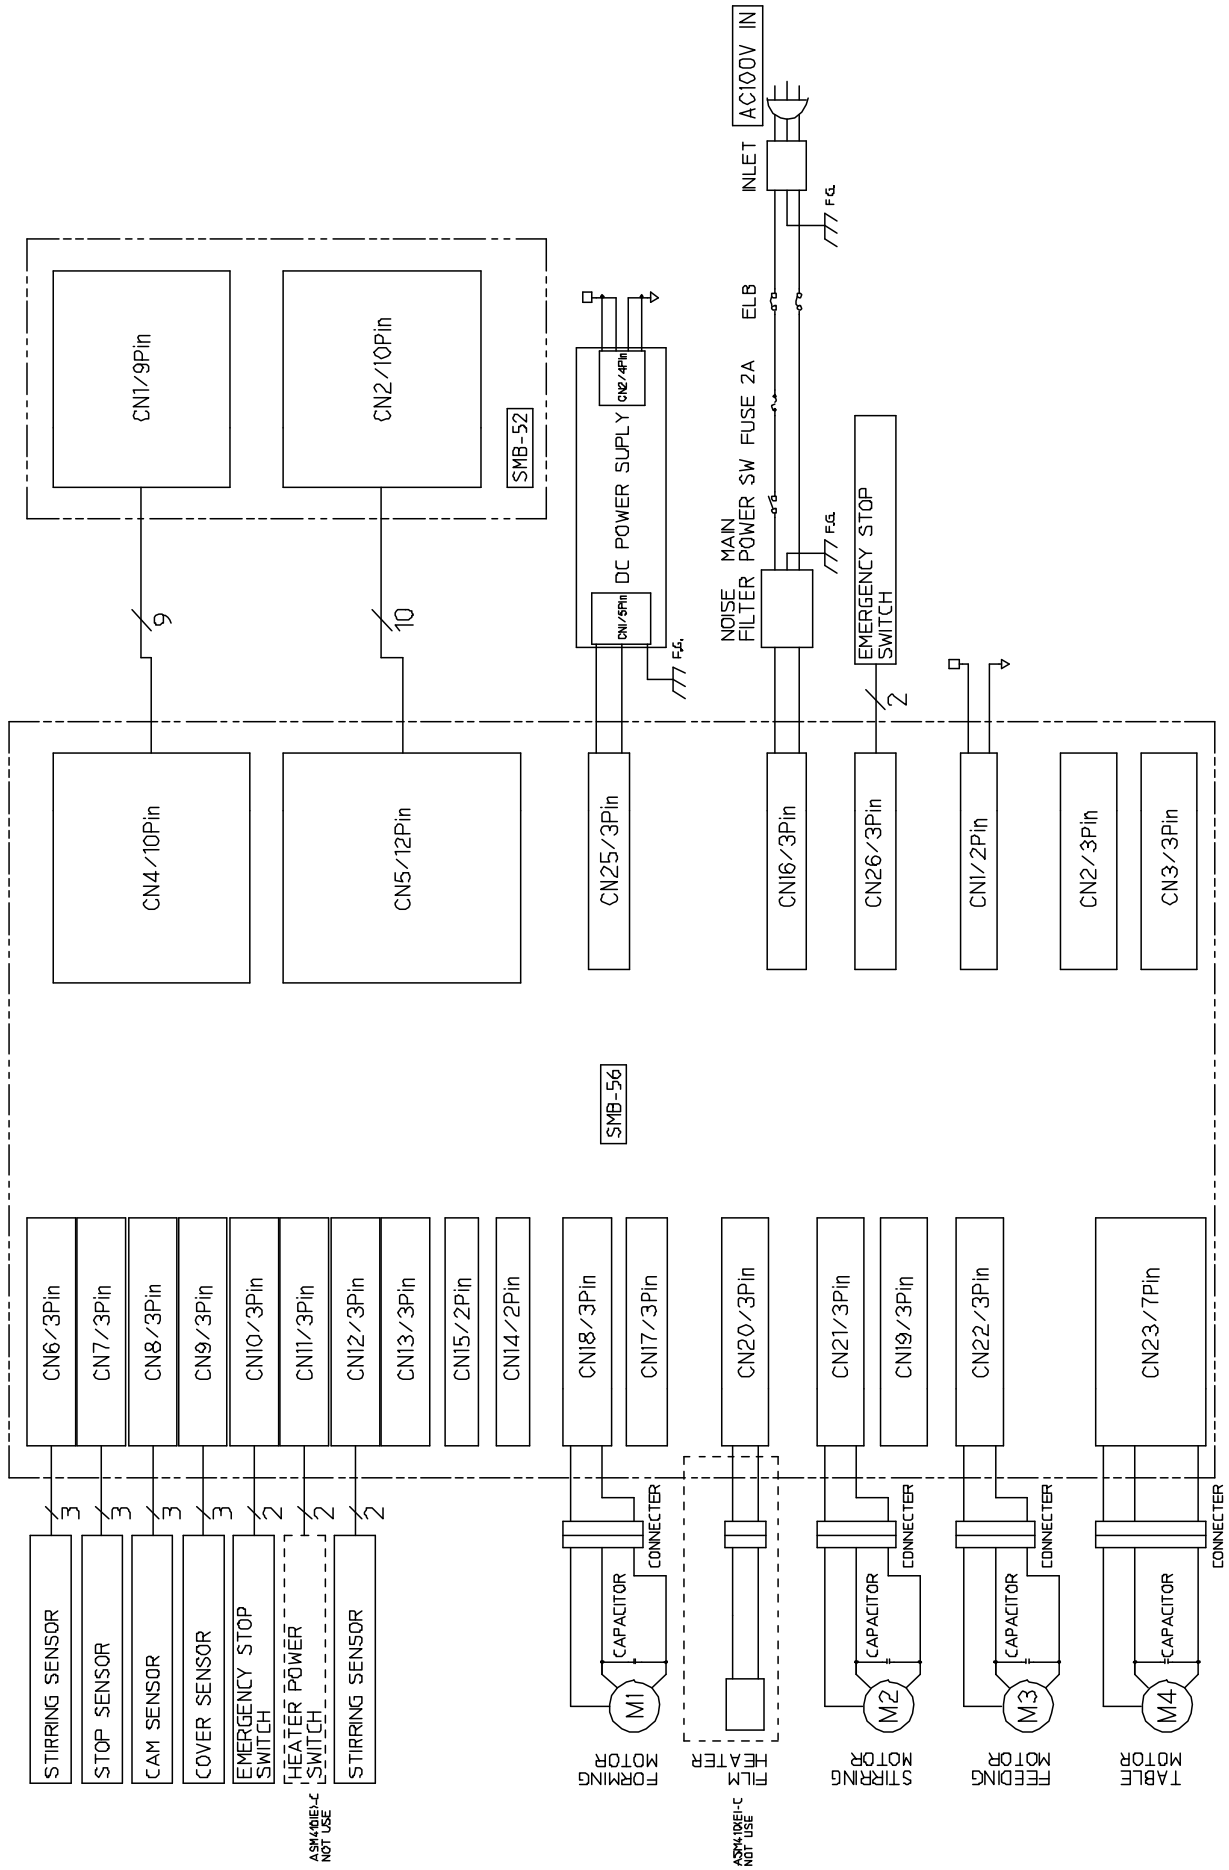 STIRRING SENSOR
3
CN6/3Pin
STOP SENSOR
3
CN7/3Pin
CAM SENSOR
3
CN8/3Pin
COVER SENSOR
3
CN9/3Pin
EMERGENCY STOP
SWITCH
2
CN10/3Pin
HEATER POWER
SWITCH
2
CN11/3Pin
NOT USE
STIRRING SENSOR
2
CN12/3Pin
CN13/3Pin
CN15/2Pin
CN14/2Pin
FORMING
MOTOR
M1
CAPACITOR
CONNECTER
CN18/3Pin
CN17/3Pin
FILM
HEATER
NOT USE
CN20/3Pin
STIRRING
MOTOR
M2
CAPACITOR
CONNECTER
CN21/3Pin
CN19/3Pin
FEEDING
MOTOR
M3
CAPACITOR
CONNECTER
CN22/3Pin
TABLE
MOTOR
M4
CAPACITOR
CONNECTER
CN23/7Pin
SMB-56
CN4/10Pin
9
CN1/9Pin
CN5/12Pin
10
CN2/10Pin
SMB-52
CN25/3Pin
F.G.
CN1/5Pin
DC POWER SUPLY
CN2/4Pin
CN16/3Pin
NOISE
FILTER
MAIN
POWER SW
FUSE 2A
ELB
INLET
AC100V IN
F.G.
F.G.
CN26/3Pin
2
EMERGENCY STOP
SWITCH
CN1/2Pin
CN2/3Pin
CN3/3Pin